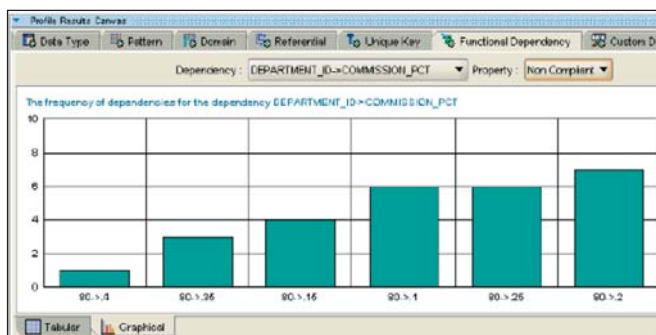 Profile Results Canvas
Data Type Pattern Domain Referential Unique Key Functional Dependency Custom D
Dependency : DEPARTMENT_ID->COMMISSION_PCT Property : Non Compliant
The frequency of dependencies for the dependency DEPARTMENT_ID->COMMISSION_PCT
10
8
6
4
2
0
80->.4 80->.35 80->.15 80->.1 80->.25 80->.2
Tabular Graphical